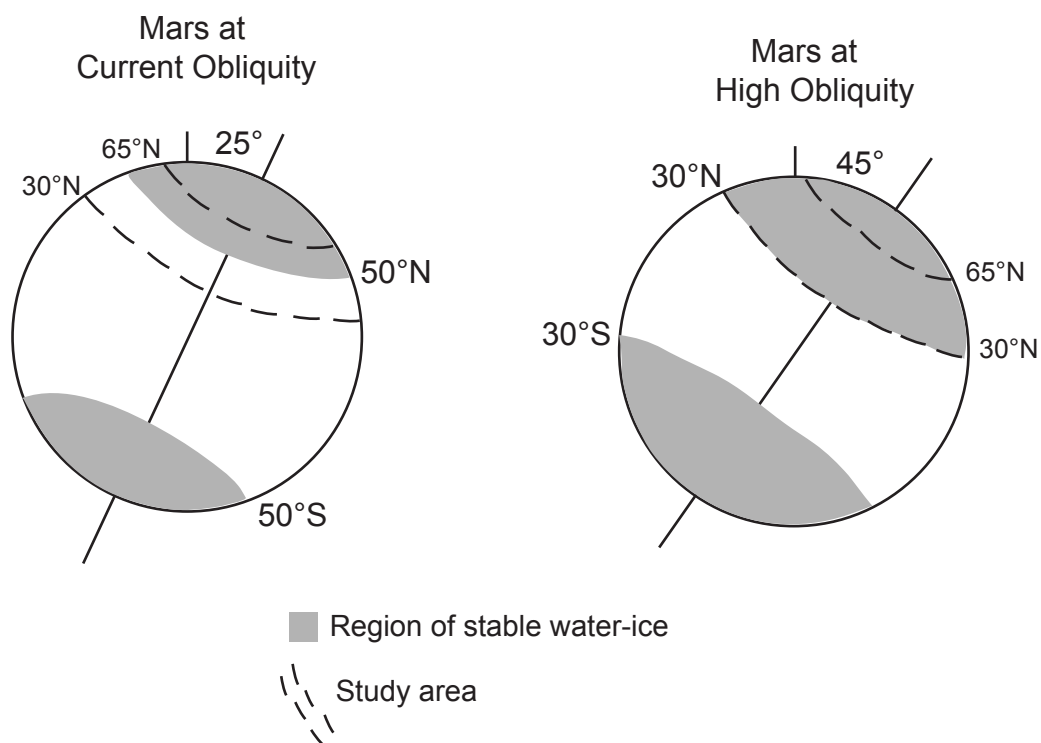 Mars at
Current Obliquity
65°N
25°
30°N
50°N
50°S
Mars at
High Obliquity
30°N
45°
65°N
30°S
30°N
Region of stable water-ice
Study area